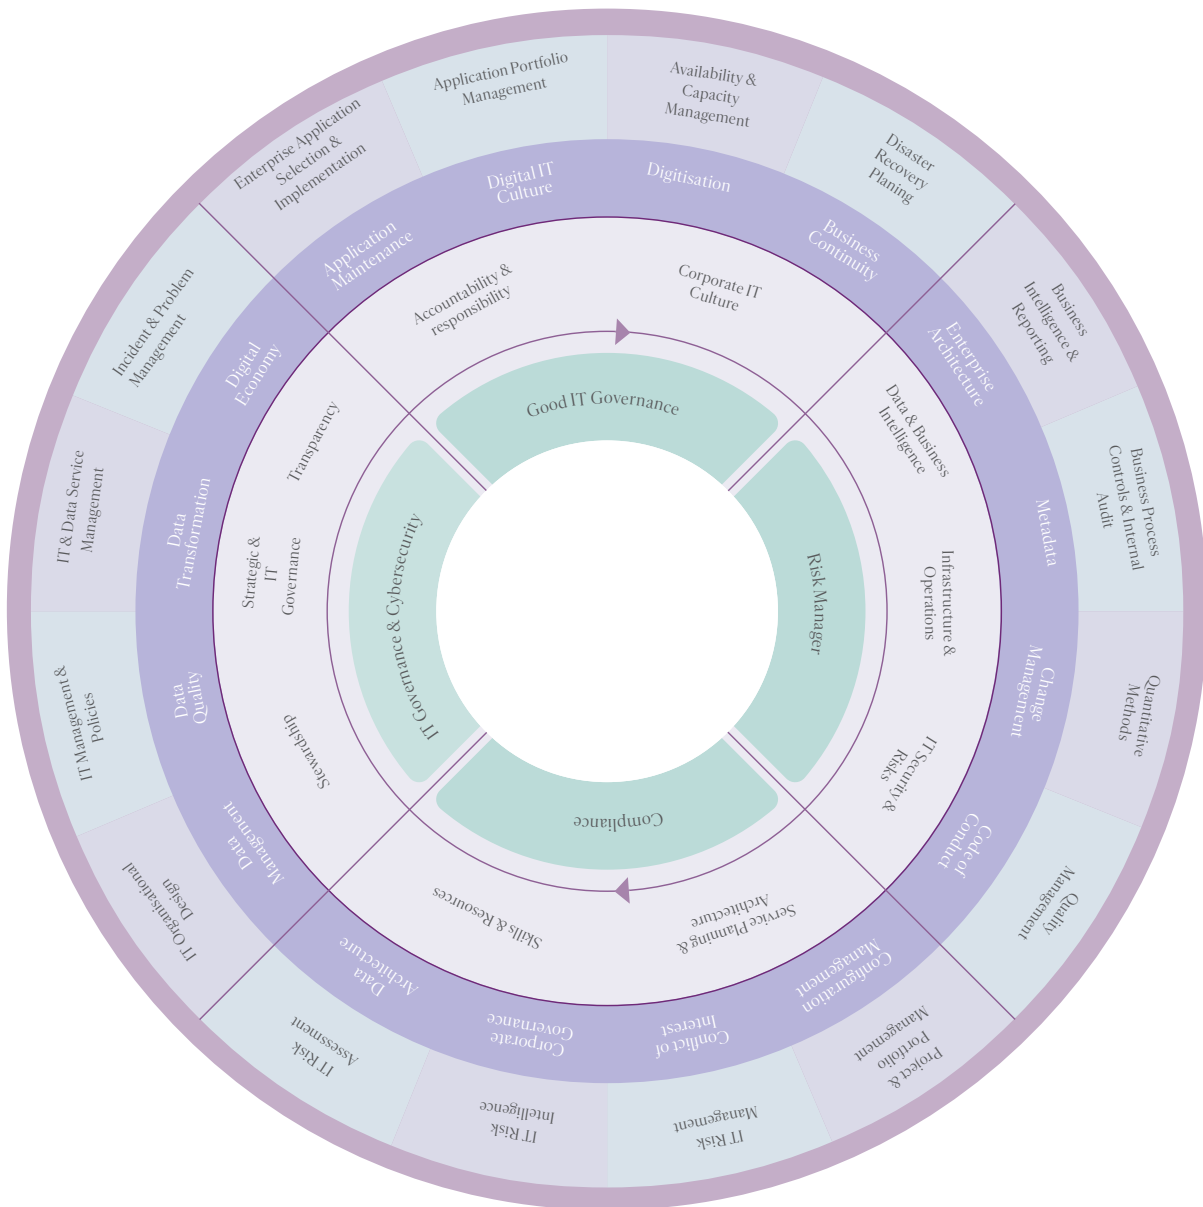 Application Portfolio
Management
Availability &
Capacity
Management
Disaster
Recovery
Planing
Business
Intelligence &
Reporting
Business Process
Controls & Internal
Audit
Quantitative
Methods
Quality
Management
Project &
Portfolio
Management
IT Risk
Management
IT Risk
Intelligence
IT Risk
Assessment
IT Organisational
Design
IT Management &
Policies
IT & Data Service
Management
Incident & Problem
Management
Enterprise Application
Selection &
Implementation
Digital IT
Culture
Digitisation
Business
Continuity
Enterprise
Architecture
Metadata
Change
Management
Code of
Conduct
Configuration
Management
Conflict of
Interest
Corporate
Governance
Data
Architecture
Data
Management
Data
Quality
Data
Transformation
Digital
Economy
Application
Maintenance
Accountability &
responsibility
Corporate IT
Culture
Data & Business
Intelligence
Infrastructure &
Operations
IT Security &
Risks
Service Planning &
Architecture
Skills & Resources
Stewardship
Strategic &
IT
Governance
Transparency
Good IT Governance
Risk Manager
Compliance
IT Governance & Cybersecurity